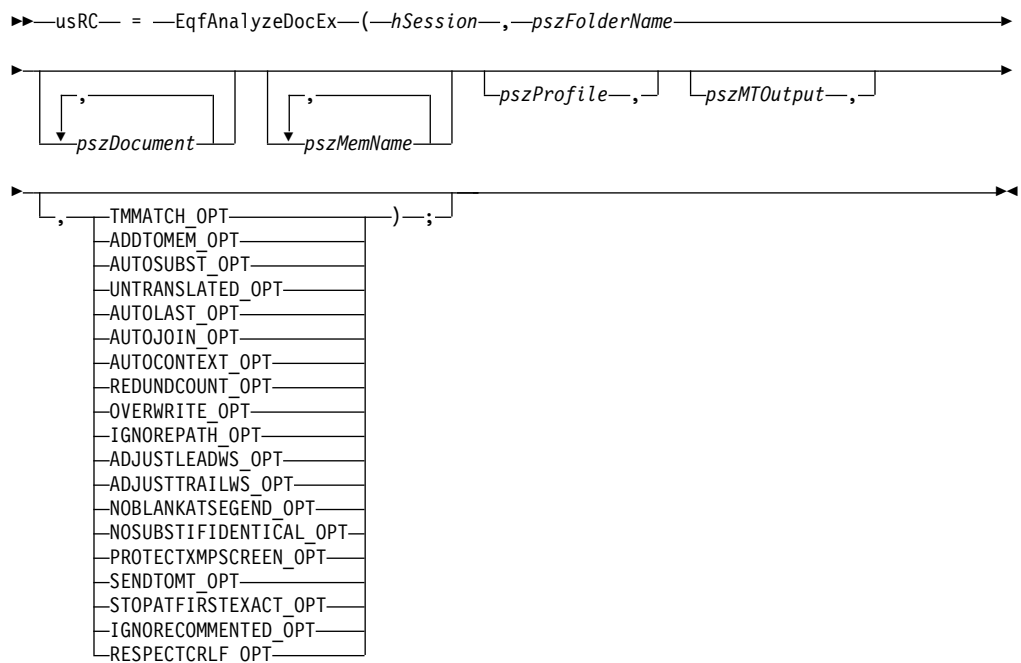 usRC = EqfAnalyzeDocEx ( hSession , pszFolderName
, , pszProfile , pszMTOutput ,
pszDocument pszMemName
, TMMATCH_OPT ) ;
ADDTOMEM_OPT
AUTOSUBST_OPT
UNTRANSLATED_OPT
AUTOLAST_OPT
AUTOJOIN_OPT
AUTOCONTEXT_OPT
REDUNDCOUNT_OPT
OVERWRITE_OPT
IGNOREPATH_OPT
ADJUSTLEADWS_OPT
ADJUSTTRAILWS_OPT
NOBLANKATSEGEND_OPT
NOSUBSTIFIDENTICAL_OPT
PROTECTXMPSCREEN_OPT
SENDTOMT_OPT
STOPATFIRSTEXACT_OPT
IGNORECOMMENTED_OPT
RESPECTCRLF_OPT